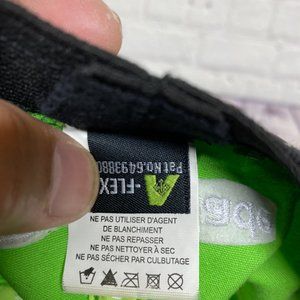 -FLEX
Pat No.6493880
NE PAS UTILISER D'AGENT
DE BLANCHIMENT
NE PAS REPASSER
NE PAS NETTOYER À SEC
NE PAS SÉCHER PAR CULBUTAGE